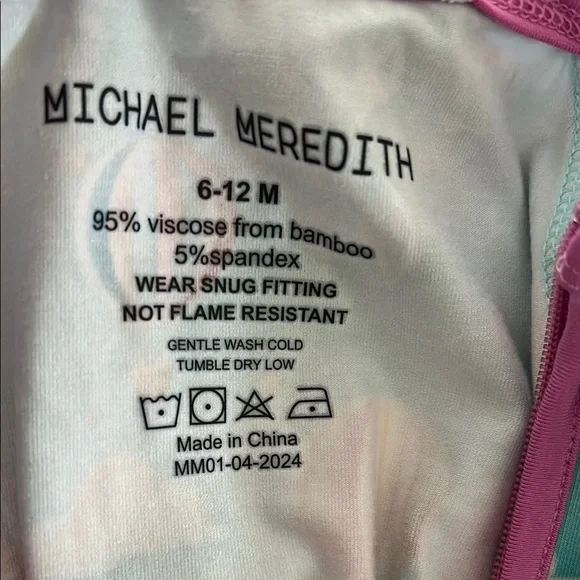 MICHAEL MEREDITH
6-12 M
95% viscose from bamboo
5%spandex
WEAR SNUG FITTING
NOT FLAME RESISTANT
GENTLE WASH COLD
TUMBLE DRY LOW
Made in China
MM01-04-2024